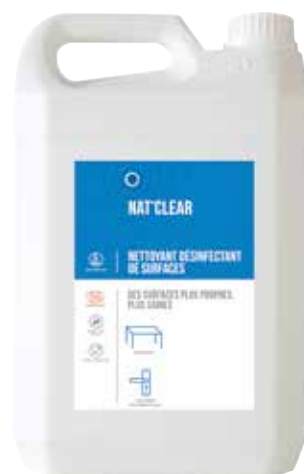 NAT'CLEAR
NETTOYANT DÉSINFECTANT
DE SURFACES
DES SURFACES PLUS PROPRES,
PLUS SAINES